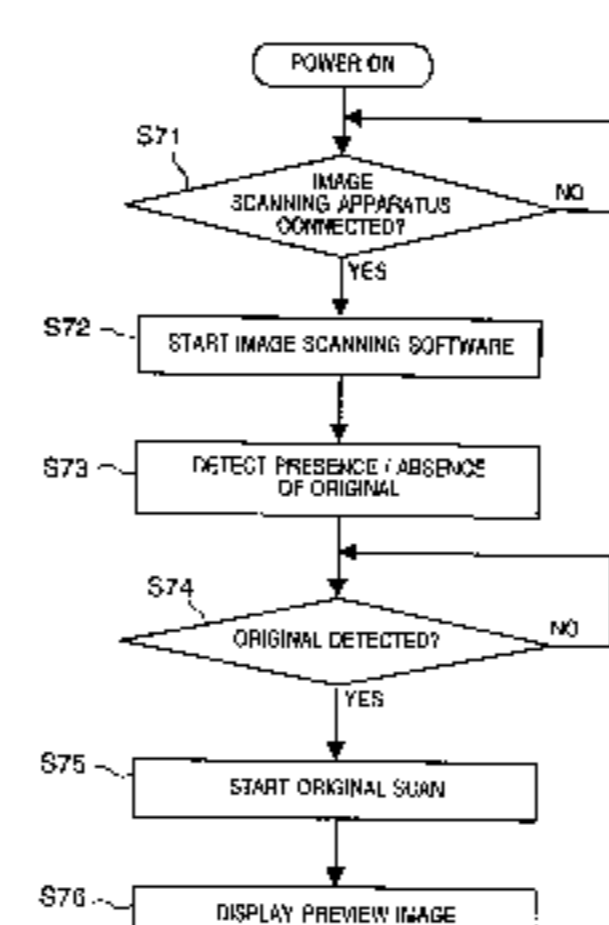 POWER ON
S71
IMAGE
SCANNING APPARATUS
CONNECTED?
NO
YES
S72
START IMAGE SCANNING SOFTWARE
S73
DETECT PRESENCE / ABSENCE
OF ORIGINAL
S74
ORIGINAL DETECTED?
NO
YES
S75
START ORIGINAL SCAN
S76
DISPLAY PREVIEW IMAGE